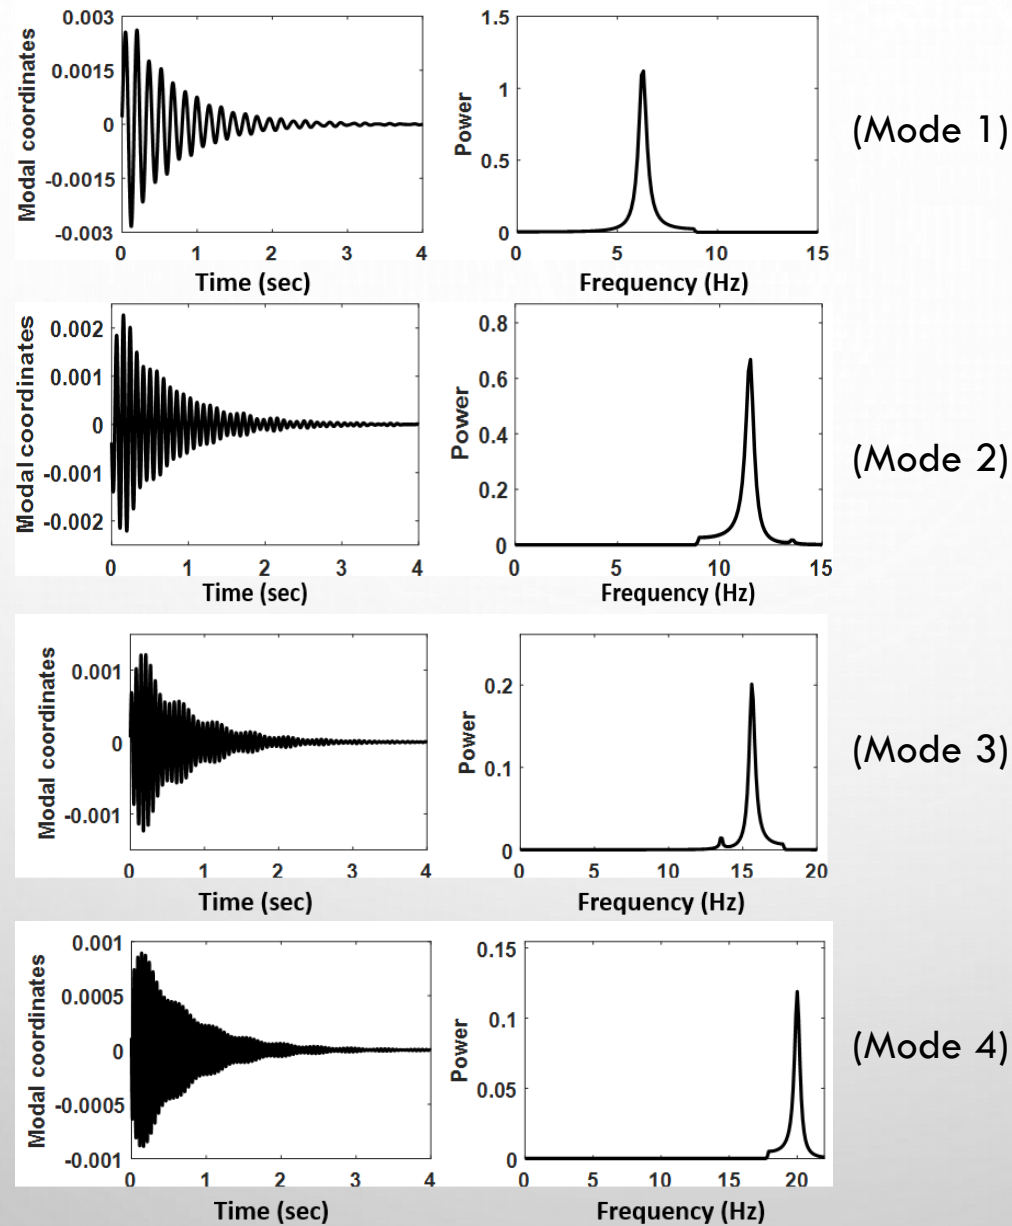 Modal coordinates
0.003
0.0015
0
-0.0015
-0.003
0 1 2 3 4
Time (sec)
Power
1.5
1
0.5
0
0 5 10 15
Frequency (Hz)
(Mode 1)
Modal coordinates
0.002
0.001
0
-0.001
-0.002
0 1 2 3 4
Time (sec)
Power
0.8
0.6
0.4
0.2
0
0 5 10 15
Frequency (Hz)
(Mode 2)
Modal coordinates
0.001
0
-0.001
0 1 2 3 4
Time (sec)
Power
0.2
0.1
0
0 5 10 15 20
Frequency (Hz)
(Mode 3)
Modal coordinates
0.001
0.0005
0
-0.0005
-0.001
0 1 2 3 4
Time (sec)
Power
0.15
0.1
0.05
0
0 5 10 15 20
Frequency (Hz)
(Mode 4)